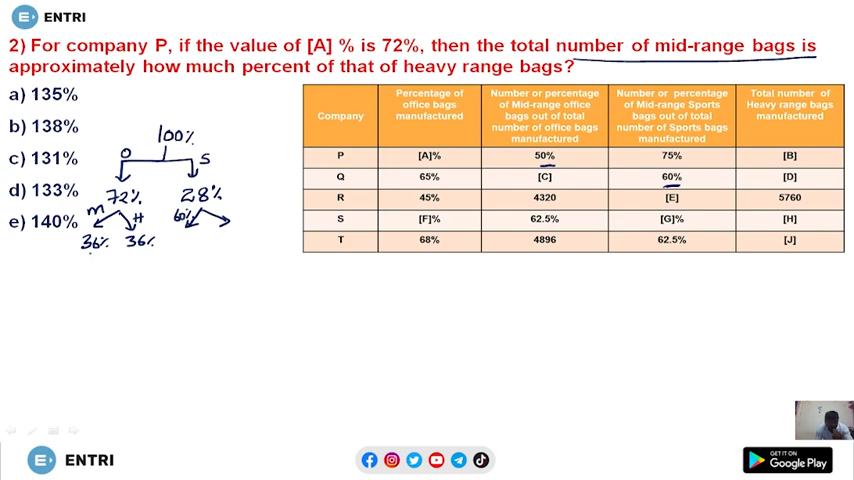 ENTRI
2) For company P, if the value of [A] % is 72%, then the total number of mid-range bags is
approximately how much percent of that of heavy range bags?
a) 135%
b) 138%
c) 131%
d) 133%
e) 140%
100%
O S
72% 28%
M H 60%
36% 36%
Company
Percentage of
office bags
manufactured
Number or percentage
of Mid-range office
bags out of total
number of office bags
manufactured
Number or percentage
of Mid-range Sports
bags out of total
number of Sports bags
manufactured
Total number of
Heavy range bags
manufactured
P [A]% 50% 75% [B]
Q 65% [C] 60% [D]
R 45% 4320 [E] 5760
S [F]% 62.5% [G]% [H]
T 68% 4896 62.5% [J]
ENTRI
GET IT ON
Google Play